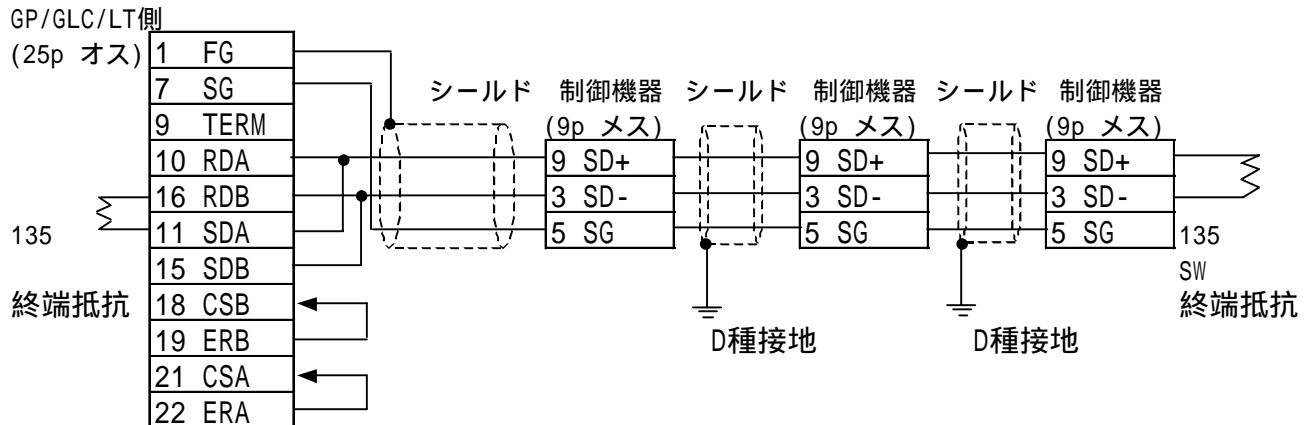 GP/GLC/LT側
(25p オス)
1 FG
7 SG
9 TERM
10 RDA
16 RDB
11 SDA
15 SDB
18 CSB
19 ERB
21 CSA
22 ERA
135
終端抵抗
シールド
制御機器
(9p メス)
9 SD+
3 SD-
5 SG
シールド
D種接地
制御機器
(9p メス)
9 SD+
3 SD-
5 SG
シールド
D種接地
制御機器
(9p メス)
9 SD+
3 SD-
5 SG
135
SW
終端抵抗